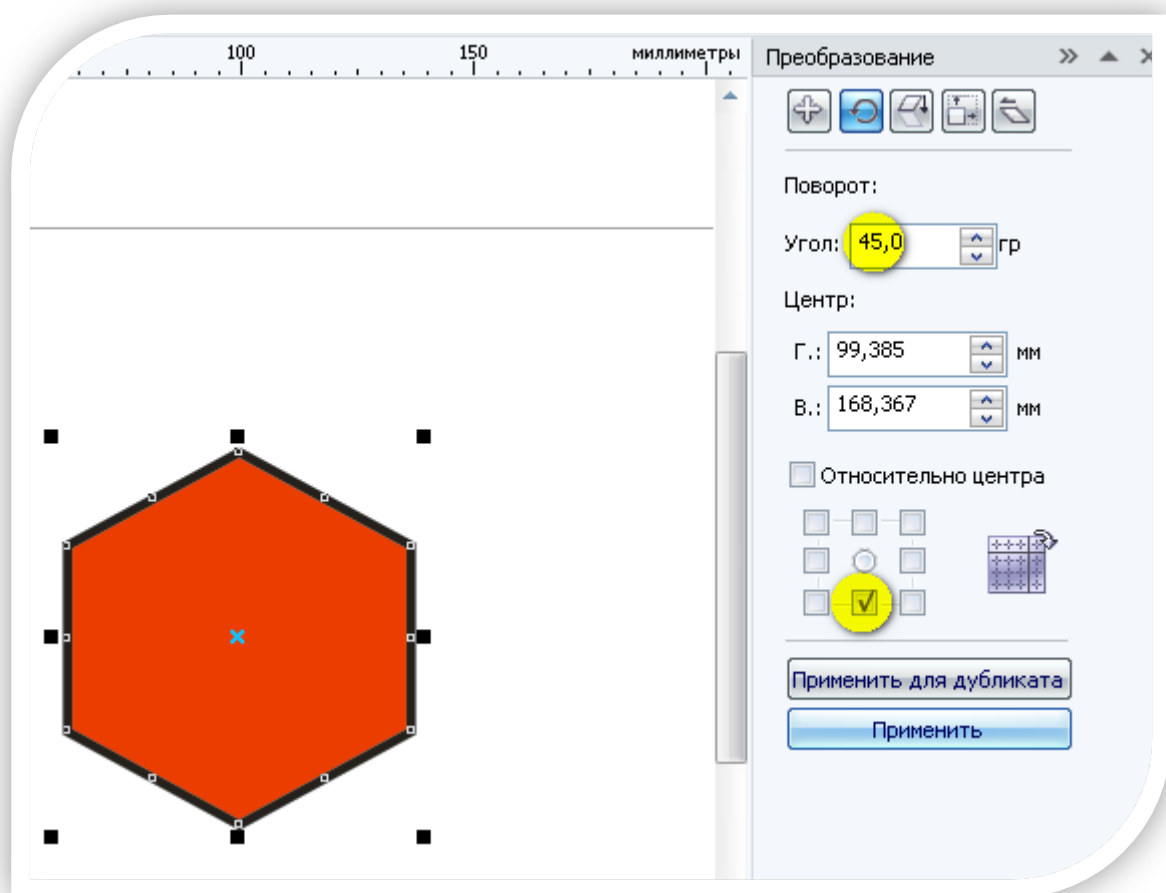 100 150 миллиметры
Преобразование
Поворот:
Угол: 45,0 гр
Центр:
Г.: 99,385 мм
В.: 168,367 мм
Относительно центра
Применить для дубликата
Применить